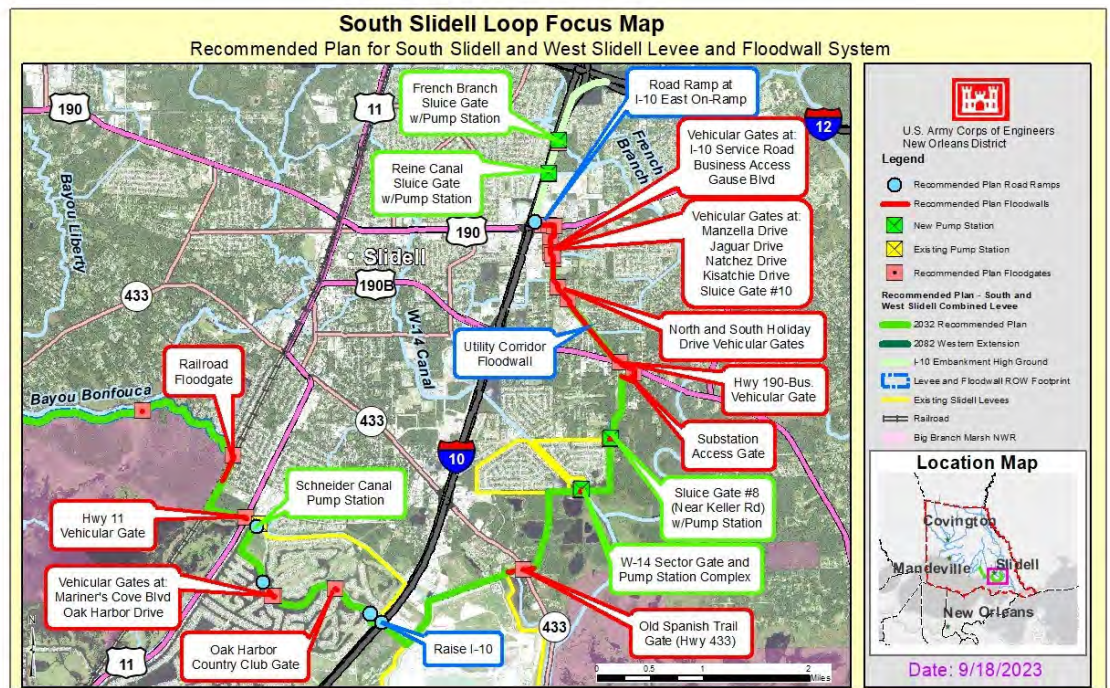 South Slidell Loop Focus Map
Recommended Plan for South Slidell and West Slidell Levee and Floodwall System
190
11
12
French Branch
Sluice Gate
w/Pump Station
Road Ramp at
I-10 East On-Ramp
Reine Canal
Sluice Gate
w/Pump Station
French
Branch
Vehicular Gates at:
I-10 Service Road
Business Access
Gause Blvd
Vehicular Gates at:
Manzella Drive
Jaguar Drive
Natchez Drive
Kisatchie Drive
Sluice Gate #10
Bayou Liberty
190
Slidell
190B
433
W-14 Canal
Utility Corridor
Floodwall
North and South Holiday
Drive Vehicular Gates
Railroad
Floodgate
Bayou Bonfouca
Hwy 190-Bus.
Vehicular Gate
433
10
Substation
Access Gate
Schneider Canal
Pump Station
Sluice Gate #8
(Near Keller Rd)
w/Pump Station
Hwy 11
Vehicular Gate
W-14 Sector Gate and
Pump Station Complex
Vehicular Gates at:
Mariner's Cove Blvd
Oak Harbor Drive
Oak Harbor
Country Club Gate
Raise I-10
Old Spanish Trail
Gate (Hwy 433)
433
11
0 0.5 1 2
Miles
U.S. Army Corps of Engineers
New Orleans District
Legend
Recommended Plan Road Ramps
Recommended Plan Floodwalls
New Pump Station
Existing Pump Station
Recommended Plan Floodgates
Recommended Plan - South and
West Slidell Combined Levee
2032 Recommended Plan
2082 Western Extension
I-10 Embankment High Ground
Levee and Floodwall ROW Footprint
Existing Slidell Levees
Railroad
Big Branch Marsh NWR
Location Map
Covington
Mandeville
Slidell
New Orleans
Date: 9/18/2023